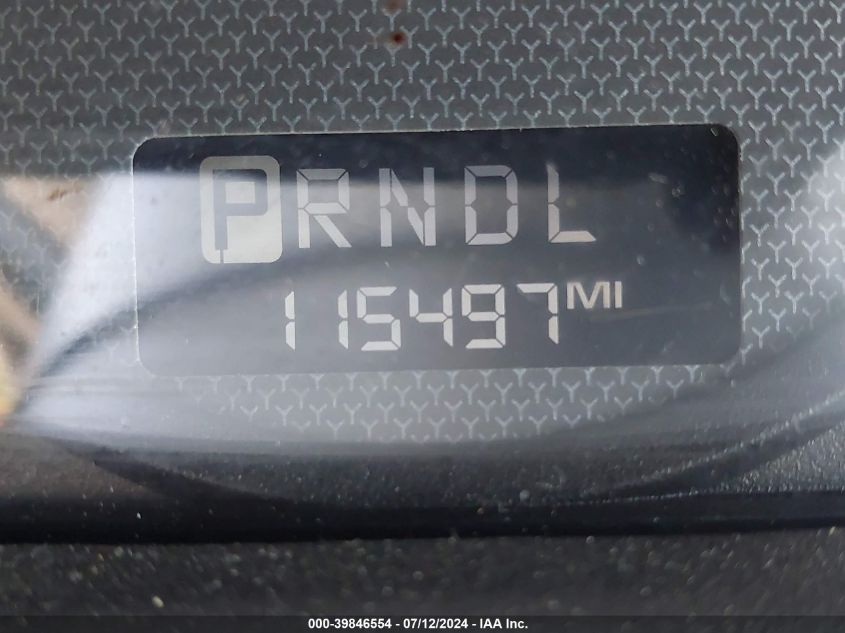 PRNDL
115497MI
000-39846554 - 07/12/2024 - IAA Inc.